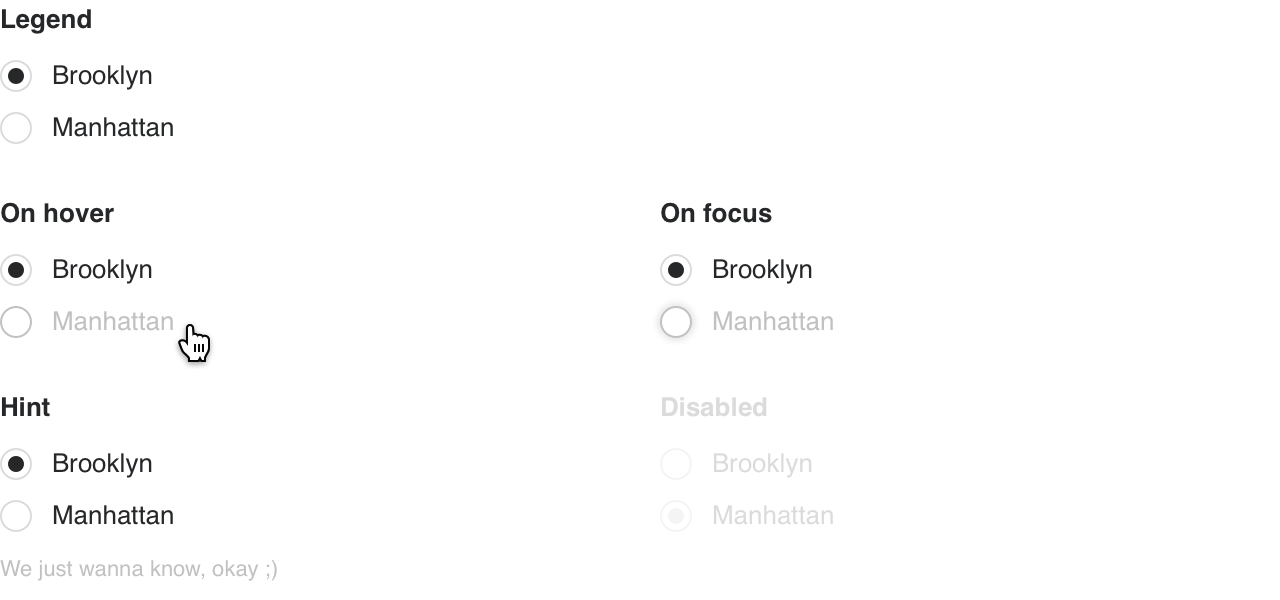 Legend
Brooklyn
Manhattan
On hover
Brooklyn
Manhattan
On focus
Brooklyn
Manhattan
Hint
Brooklyn
Manhattan
We just wanna know, okay ;)
Disabled
Brooklyn
Manhattan